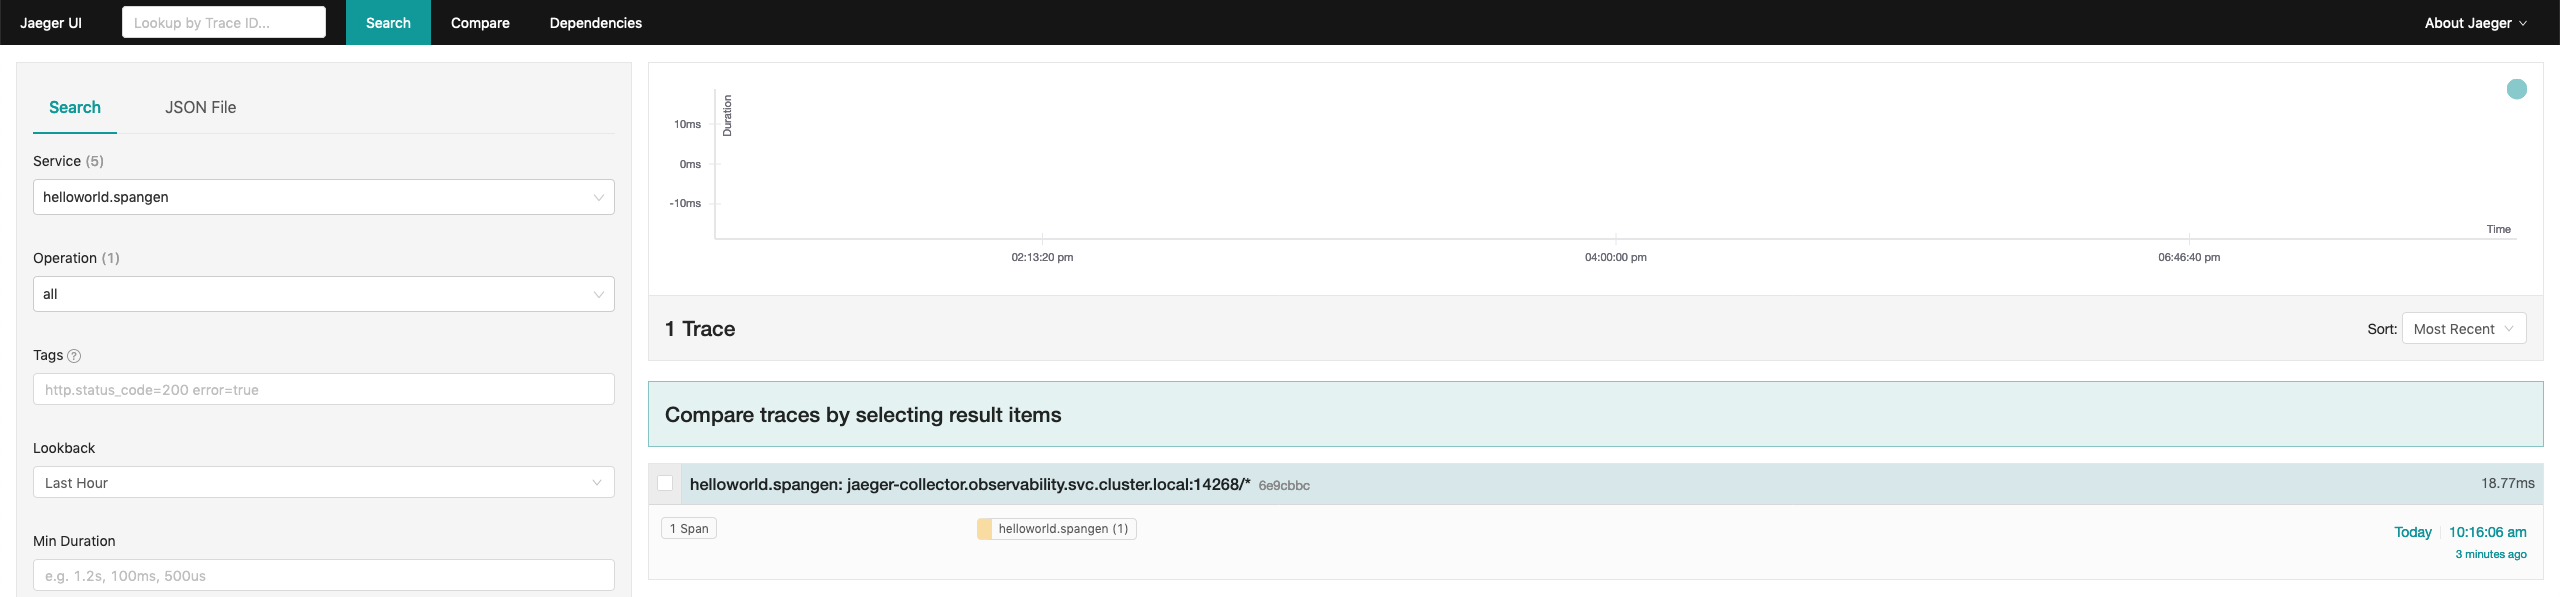 Jaeger UI
Lookup by Trace ID...
Search
Compare
Dependencies
About Jaeger
Search
JSON File
Service (5)
helloworld.spangen
Operation (1)
all
Tags ?
http.status_code=200 error=true
Lookback
Last Hour
Min Duration
e.g. 1.2s, 100ms, 500us
Duration
10ms
0ms
-10ms
Time
02:13:20 pm
04:00:00 pm
06:46:40 pm
1 Trace
Sort: Most Recent
Compare traces by selecting result items
helloworld.spangen: jaeger-collector.observability.svc.cluster.local:14268/* 6e9cbbc
18.77ms
1 Span
helloworld.spangen (1)
Today 10:16:06 am
3 minutes ago